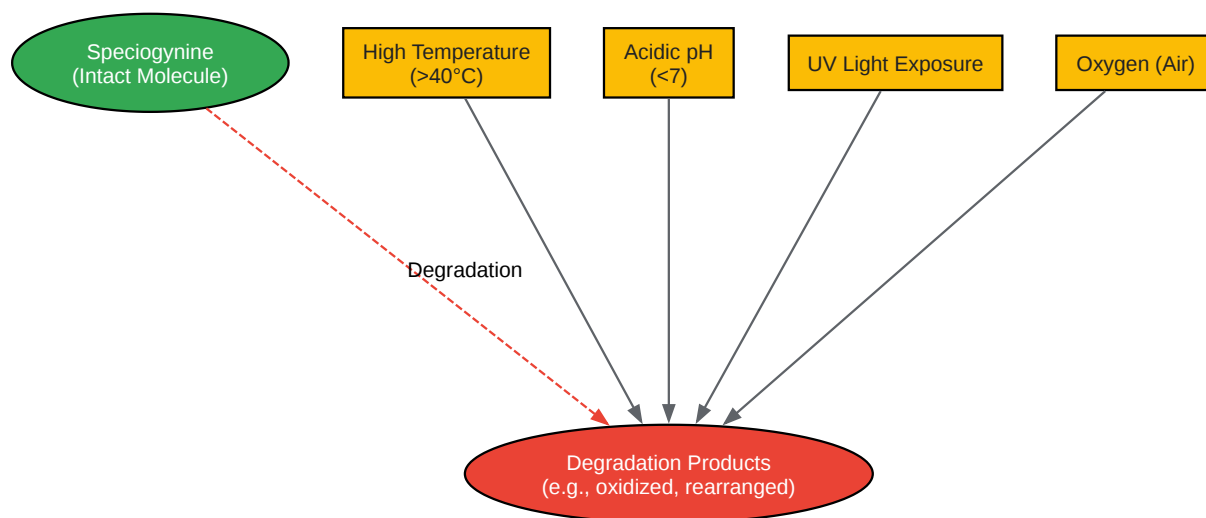 Speciogynine
(Intact Molecule)
High Temperature
(>40°C)
Acidic pH
(<7)
UV Light Exposure
Oxygen (Air)
Degradation
Degradation Products
(e.g., oxidized, rearranged)